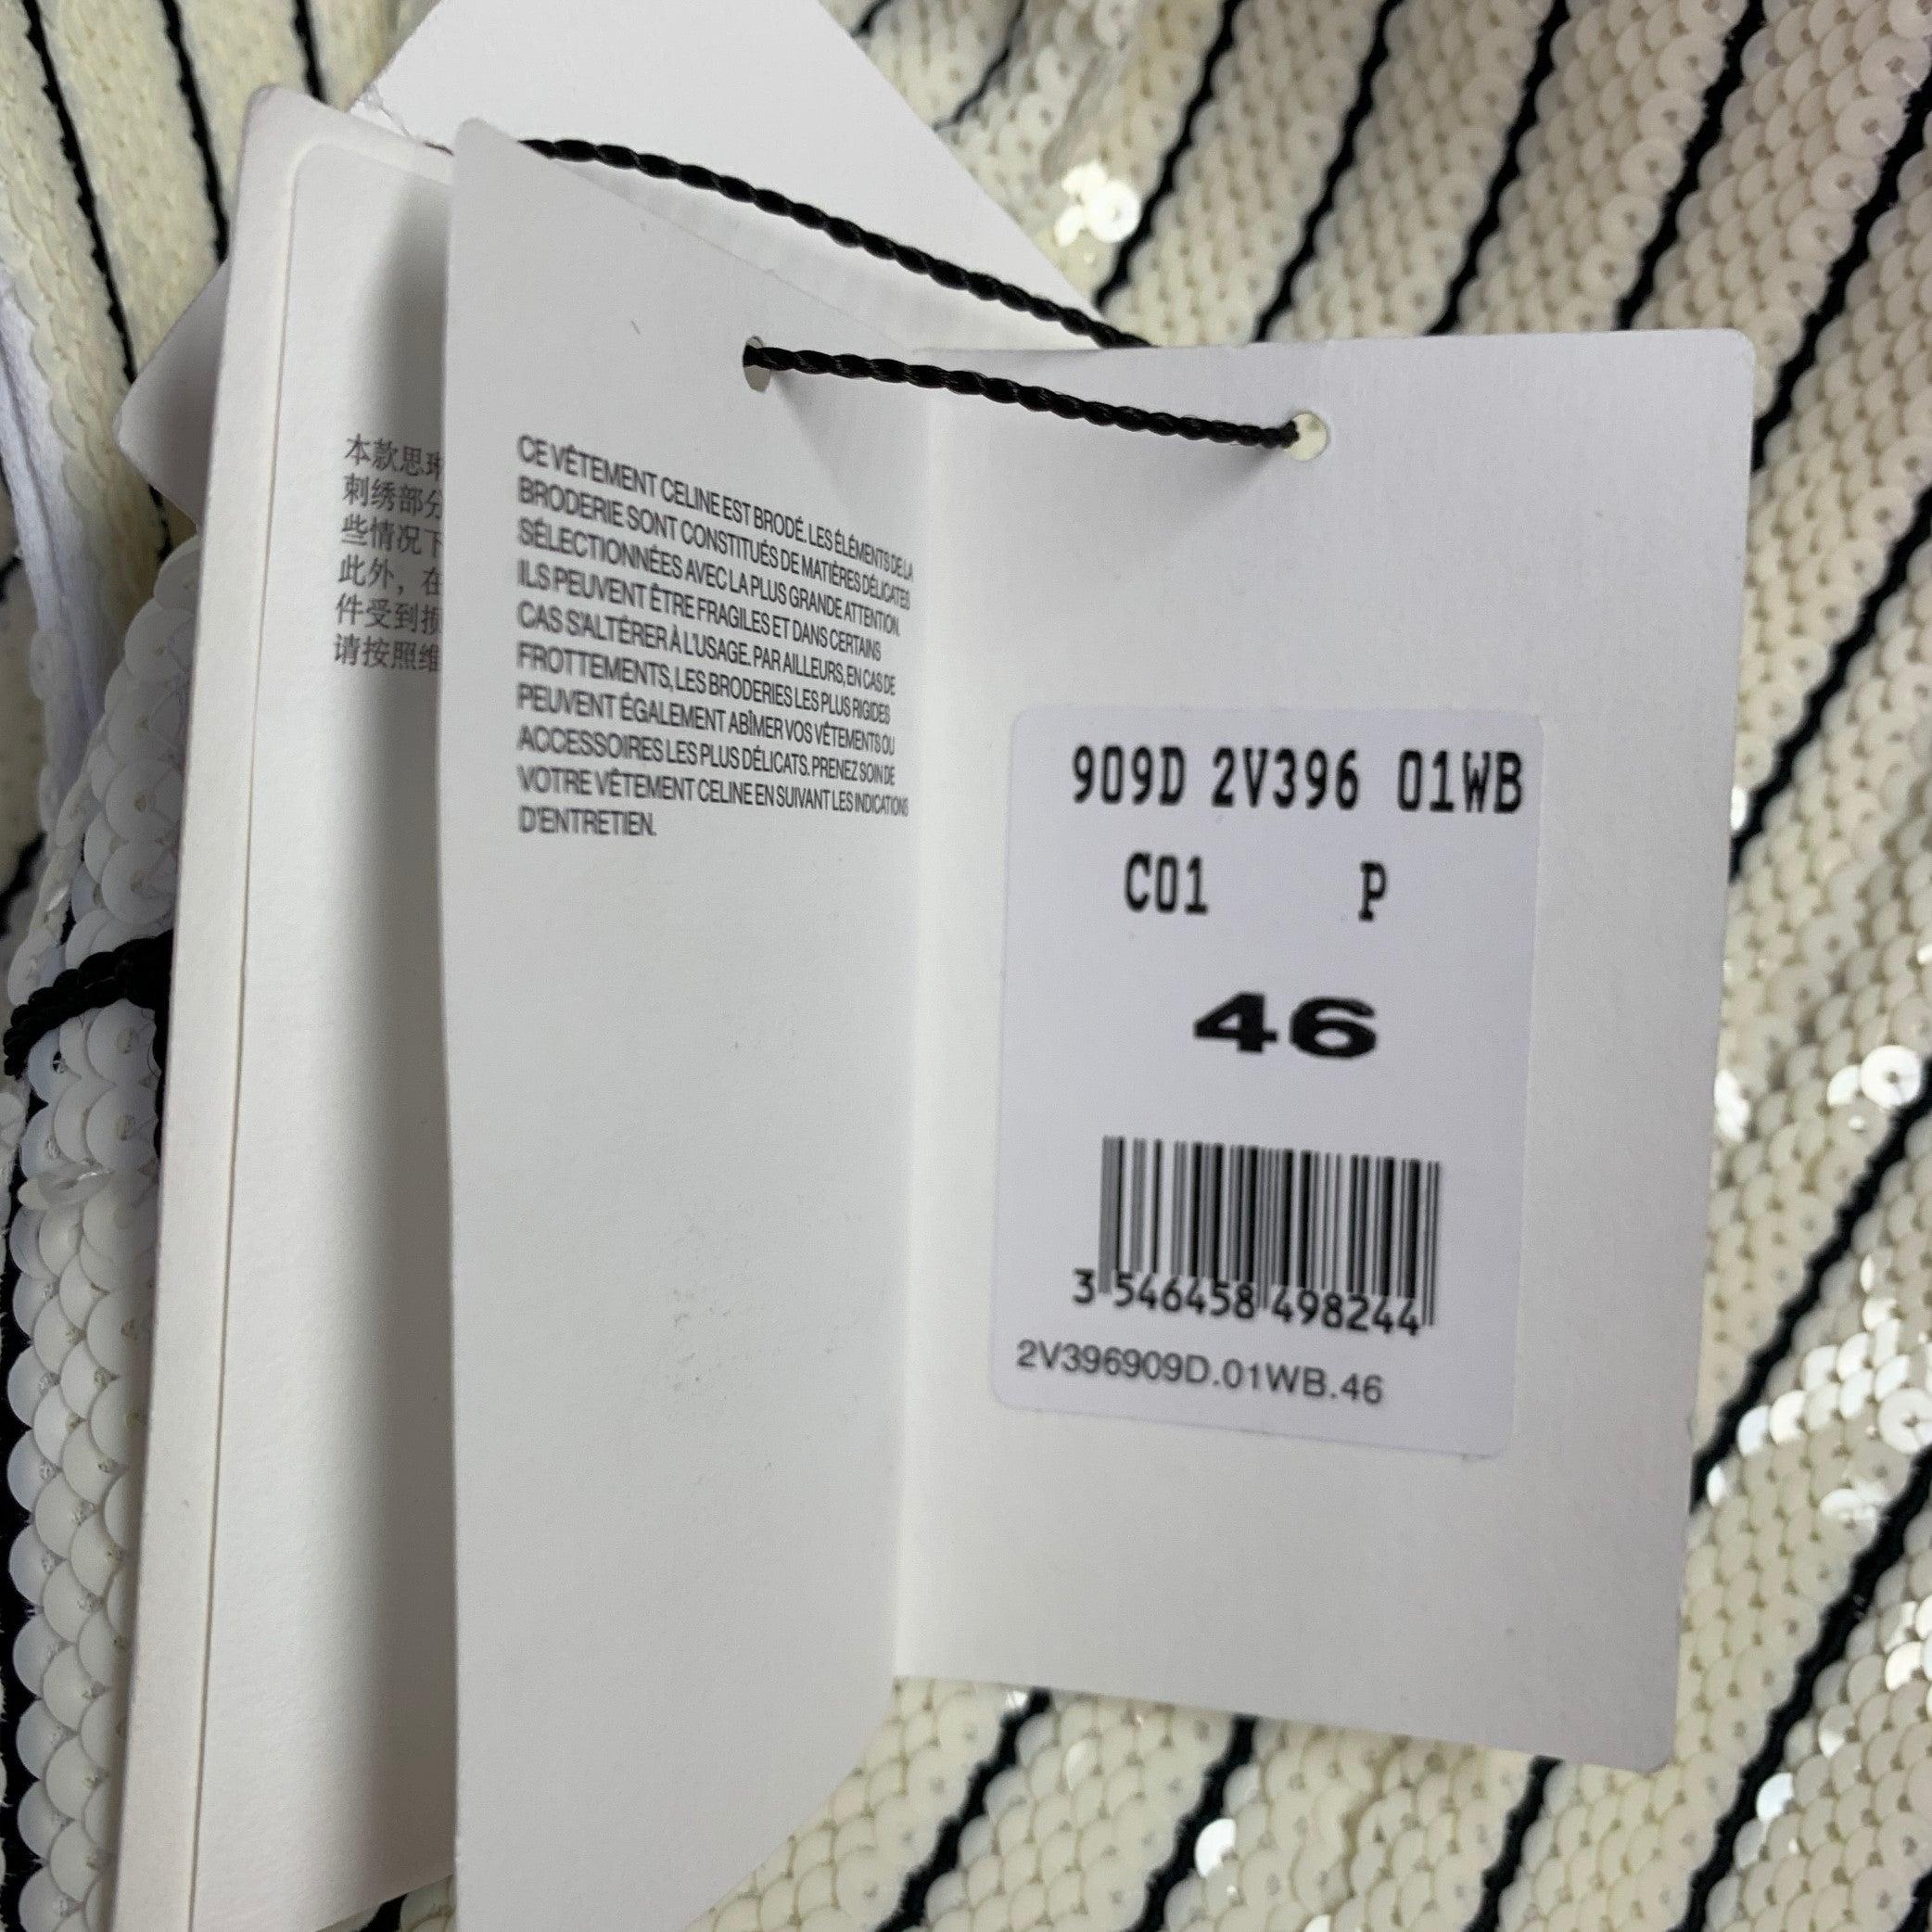 本款思琳
刺绣部分
些情况下
此外，在
件受到损
请按照维
CE VÊTEMENT CELINE EST BRODÉ. LES ÉLÉMENTS DE LA
BRODERIE SONT CONSTITUÉS DE MATIÈRES DÉLICATES
SÉLECTIONNÉES AVEC LA PLUS GRANDE ATTENTION.
ILS PEUVENT ÊTRE FRAGILES ET DANS CERTAINS
CAS S'ALTÉRER À L'USAGE. PAR AILLEURS, EN CAS DE
FROTTEMENTS, LES BRODERIES LES PLUS RIGIDES
PEUVENT ÉGALEMENT ABÎMER VOS VÊTEMENTS OU
ACCESSOIRES LES PLUS DÉLICATS. PRENEZ SOIN DE
VOTRE VÊTEMENT CELINE EN SUIVANT LES INDICATIONS
D'ENTRETIEN.
909D 2V396 01WB
C01 P
46
3 546458 498244
2V396909D.01WB.46